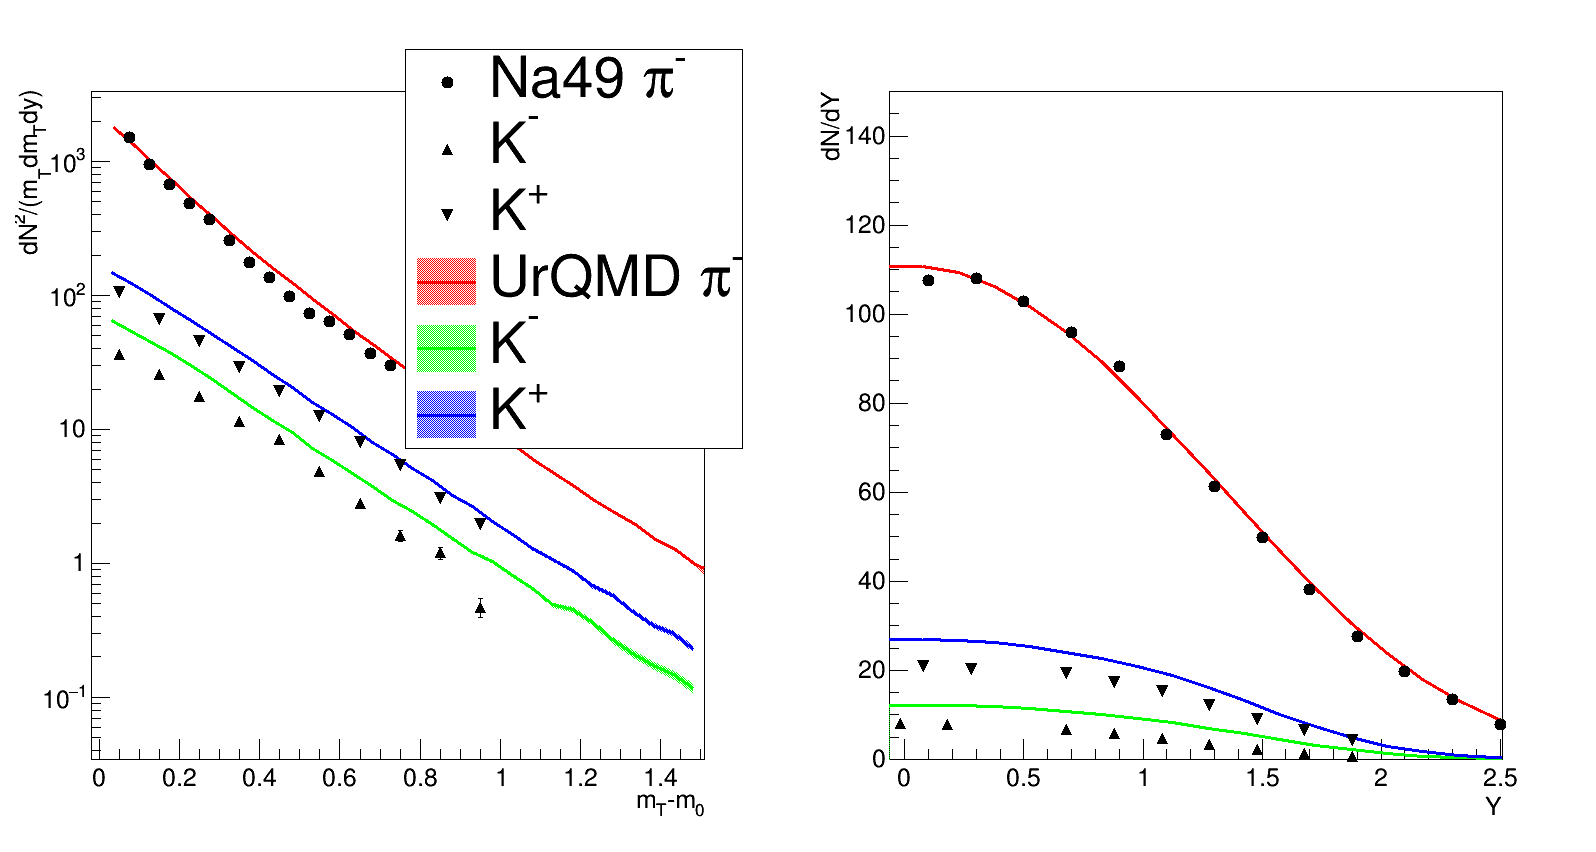 Na49 π⁻
K⁻
K⁺
UrQMD π⁻
K⁻
K⁺
dN²/(m_T dm_T dy)
10³
10²
10
1
10⁻¹
0 0.2 0.4 0.6 0.8 1 1.2 1.4
m_T-m_0
dN/dY
140
120
100
80
60
40
20
0
0 0.5 1 1.5 2 2.5
Y